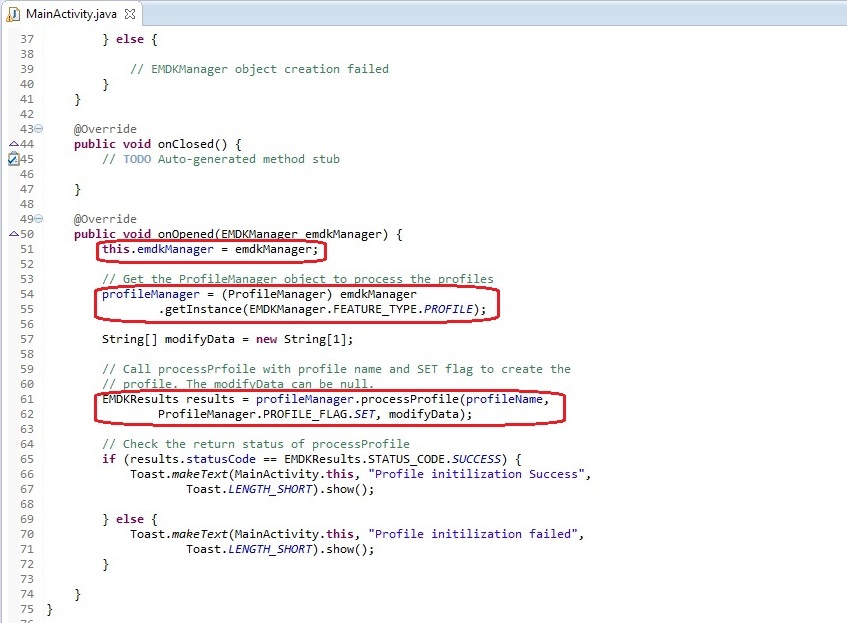 MainActivity.java
37 } else {
38
39 // EMDKManager object creation failed
40 }
41 }
42
43 @Override
44 public void onClosed() {
45 // TODO Auto-generated method stub
46
47 }
48
49 @Override
50 public void onOpened(EMDKManager emdkManager) {
51 this.emdkManager = emdkManager;
52
53 // Get the ProfileManager object to process the profiles
54 profileManager = (ProfileManager) emdkManager
55 .getInstance(EMDKManager.FEATURE_TYPE.PROFILE);
56
57 String[] modifyData = new String[1];
58
59 // Call processPrfoile with profile name and SET flag to create the
60 // profile. The modifyData can be null.
61 EMDKResults results = profileManager.processProfile(profileName,
62 ProfileManager.PROFILE_FLAG.SET, modifyData);
63
64 // Check the return status of processProfile
65 if (results.statusCode == EMDKResults.STATUS_CODE.SUCCESS) {
66 Toast.makeText(MainActivity.this, "Profile initilization Success",
67 Toast.LENGTH_SHORT).show();
68
69 } else {
70 Toast.makeText(MainActivity.this, "Profile initilization failed",
71 Toast.LENGTH_SHORT).show();
72 }
73
74 }
75 }